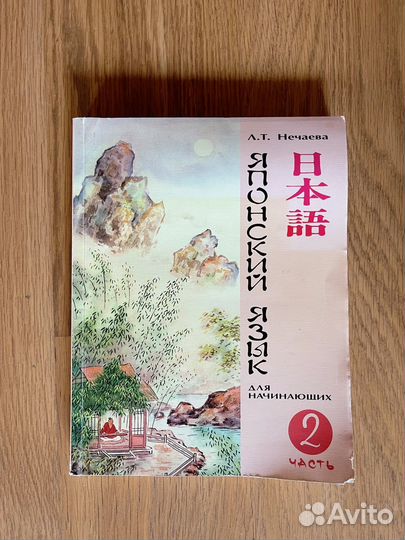 Л.Т. Нечаева
ЯПОНСКИЙ ЯЗЫК
日本語
ДЛЯ
НАЧИНАЮЩИХ
2
ЧАСТЬ
Avito